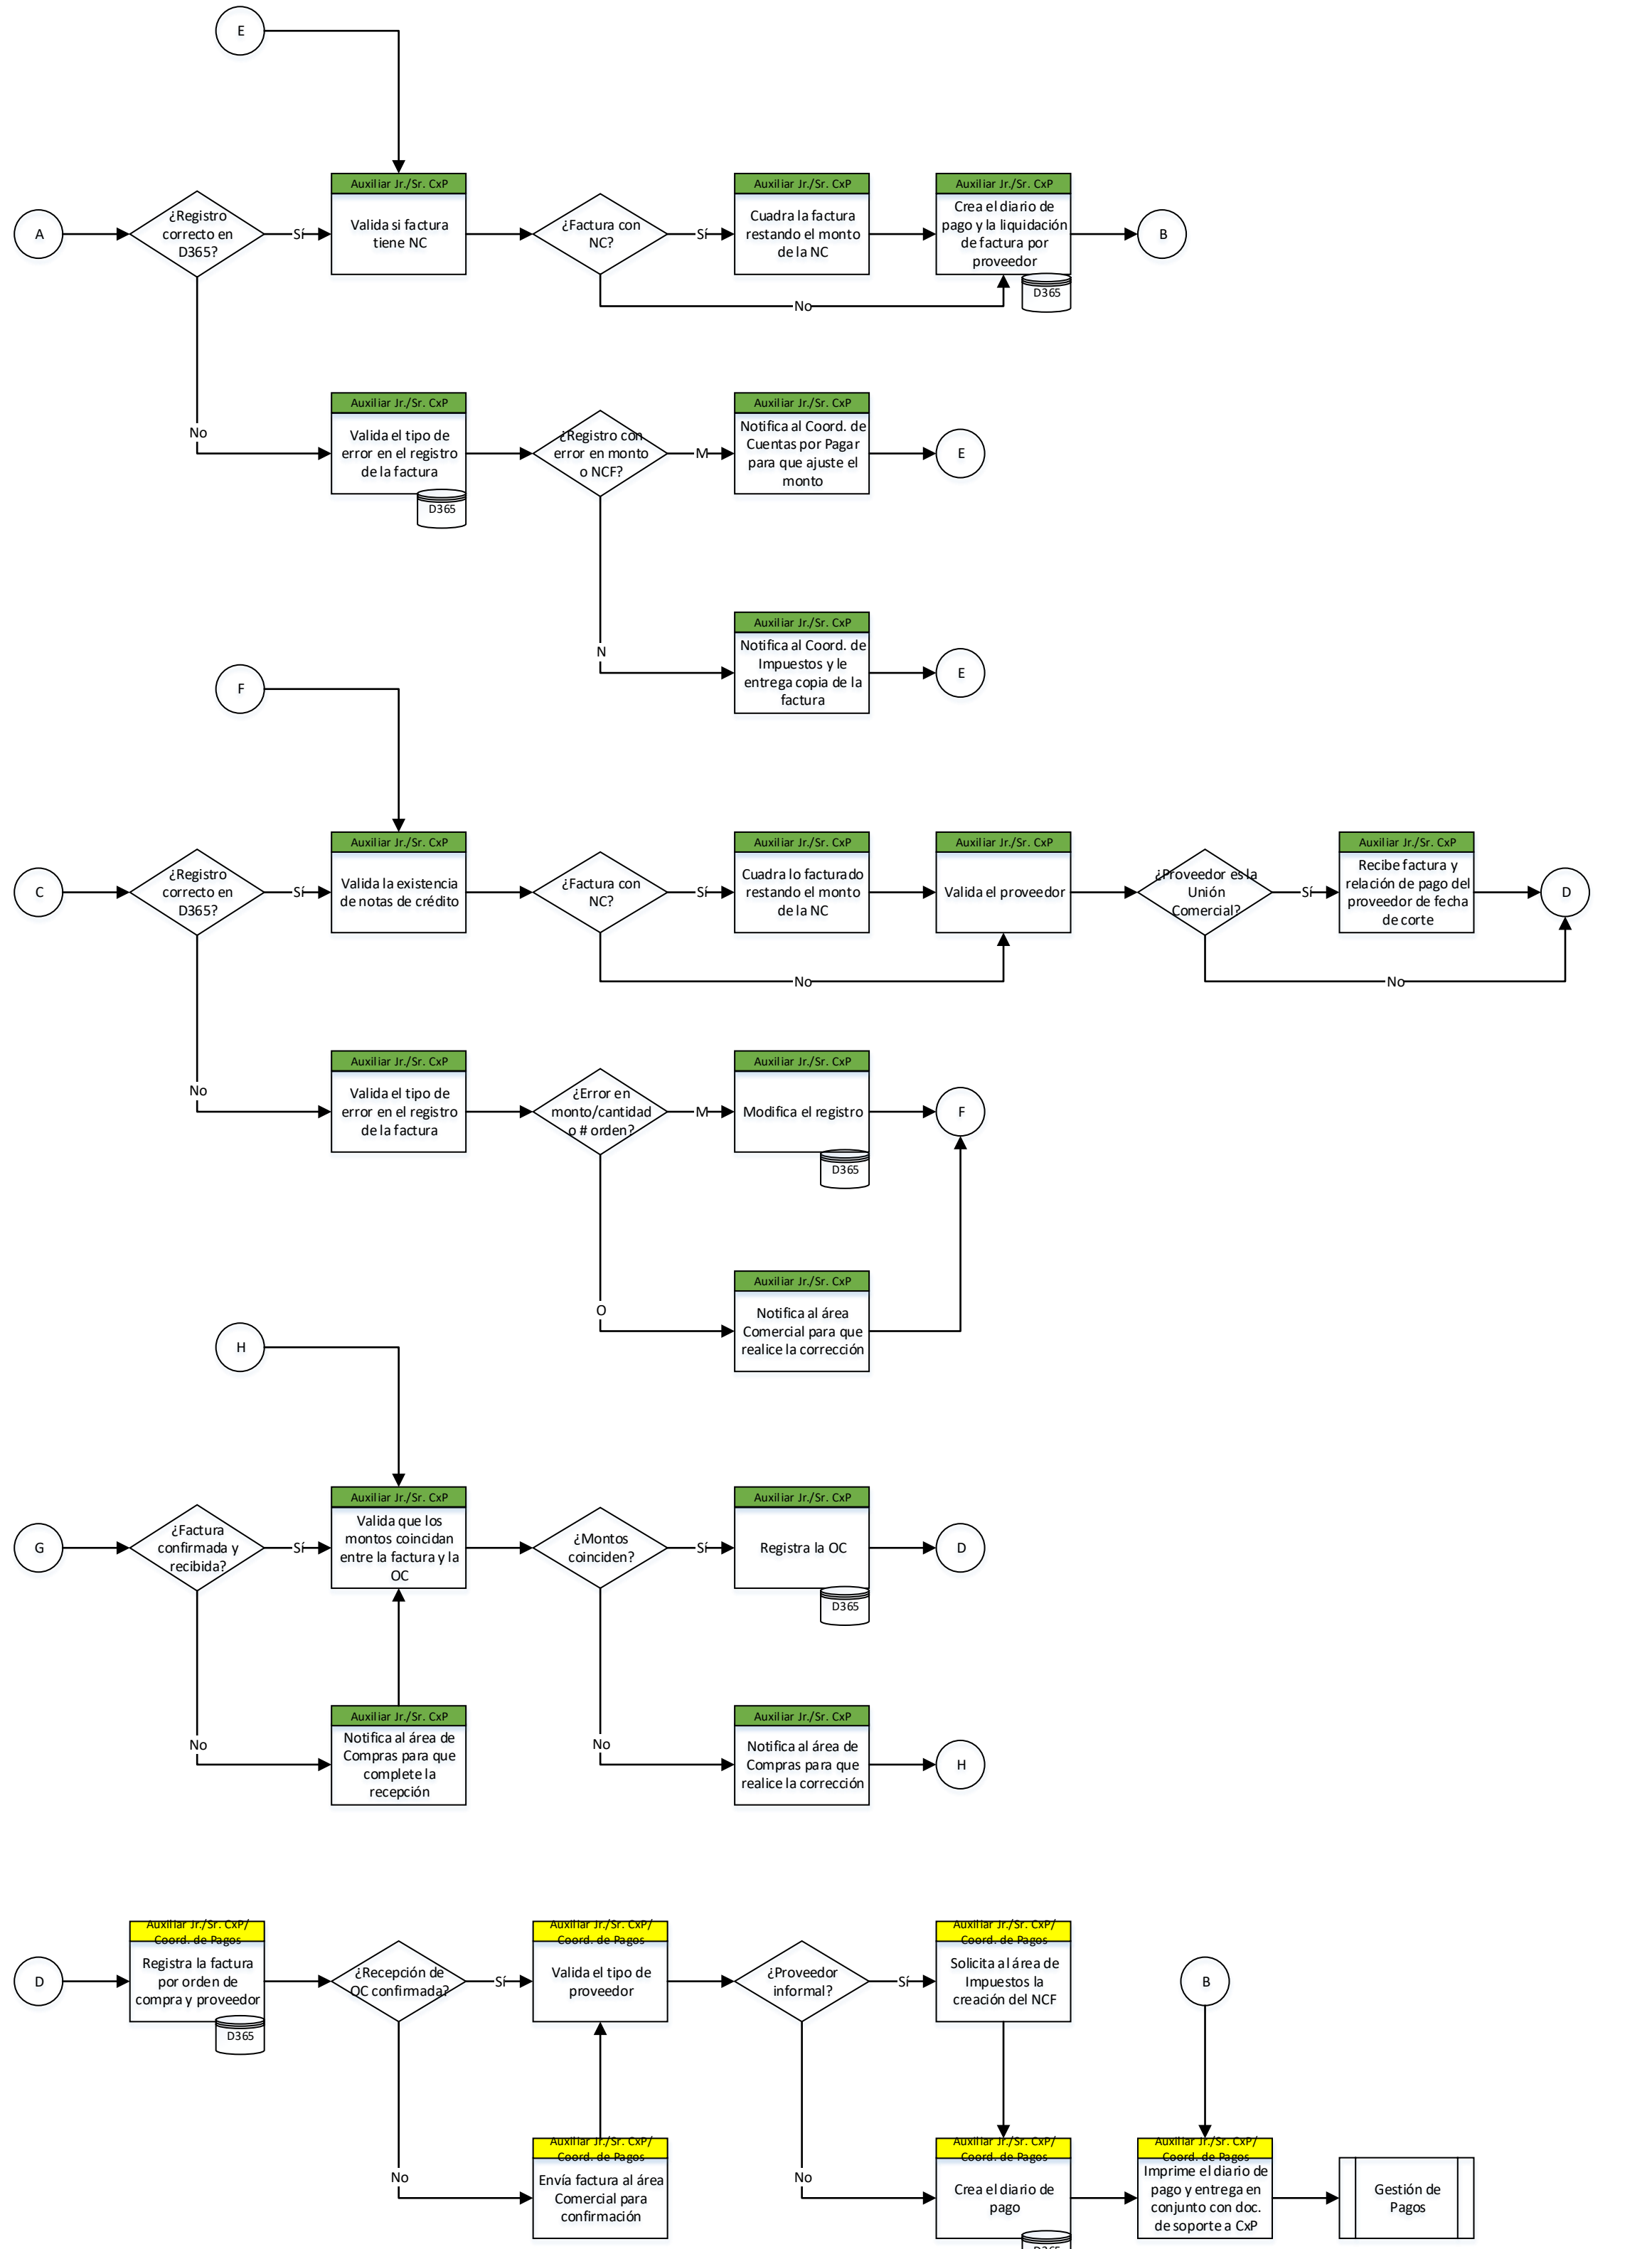 E
Auxiliar Jr./Sr. CxP
Auxiliar Jr./Sr. CxP
Auxiliar Jr./Sr. CxP
A
¿Registro
correcto en
D365?
Sí
Valida si factura
tiene NC
¿Factura con
NC?
Sí
Cuadra la factura
restando el monto
de la NC
Crea el diario de
pago y la liquidación
de factura por
proveedor
B
D365
No
No
Auxiliar Jr./Sr. CxP
Valida el tipo de
error en el registro
de la factura
D365
¿Registro con
error en monto
o NCF?
M
Auxiliar Jr./Sr. CxP
Notifica al Coord. de
Cuentas por Pagar
para que ajuste el
monto
E
N
Auxiliar Jr./Sr. CxP
Notifica al Coord. de
Impuestos y le
entrega copia de la
factura
E
F
C
¿Registro
correcto en
D365?
Sí
Auxiliar Jr./Sr. CxP
Valida la existencia
de notas de crédito
¿Factura con
NC?
Sí
Auxiliar Jr./Sr. CxP
Cuadra lo facturado
restando el monto
de la NC
Auxiliar Jr./Sr. CxP
Valida el proveedor
¿Proveedor es la
Unión
Comercial?
Sí
Auxiliar Jr./Sr. CxP
Recibe factura y
relación de pago del
proveedor de fecha
de corte
D
No
No
No
Auxiliar Jr./Sr. CxP
Valida el tipo de
error en el registro
de la factura
¿Error en
monto/cantidad
o # orden?
M
Auxiliar Jr./Sr. CxP
Modifica el registro
D365
F
O
Auxiliar Jr./Sr. CxP
Notifica al área
Comercial para que
realice la corrección
H
G
¿Factura
confirmada y
recibida?
Sí
Auxiliar Jr./Sr. CxP
Valida que los
montos coincidan
entre la factura y la
OC
¿Montos
coinciden?
Sí
Auxiliar Jr./Sr. CxP
Registra la OC
D365
D
No
Auxiliar Jr./Sr. CxP
Notifica al área de
Compras para que
complete la
recepción
No
Auxiliar Jr./Sr. CxP
Notifica al área de
Compras para que
realice la corrección
H
D
Auxiliar Jr./Sr. CxP/
Coord. de Pagos
Registra la factura
por orden de
compra y proveedor
D365
¿Recepción de
OC confirmada?
Sí
Auxiliar Jr./Sr. CxP/
Coord. de Pagos
Valida el tipo de
proveedor
¿Proveedor
informal?
Sí
Auxiliar Jr./Sr. CxP/
Coord. de Pagos
Solicita al área de
Impuestos la
creación del NCF
B
No
Auxiliar Jr./Sr. CxP/
Coord. de Pagos
Envía factura al área
Comercial para
confirmación
No
Auxiliar Jr./Sr. CxP/
Coord. de Pagos
Crea el diario de
pago
D365
Auxiliar Jr./Sr. CxP/
Coord. de Pagos
Imprime el diario de
pago y entrega en
conjunto con doc.
de soporte a CxP
Gestión de
Pagos